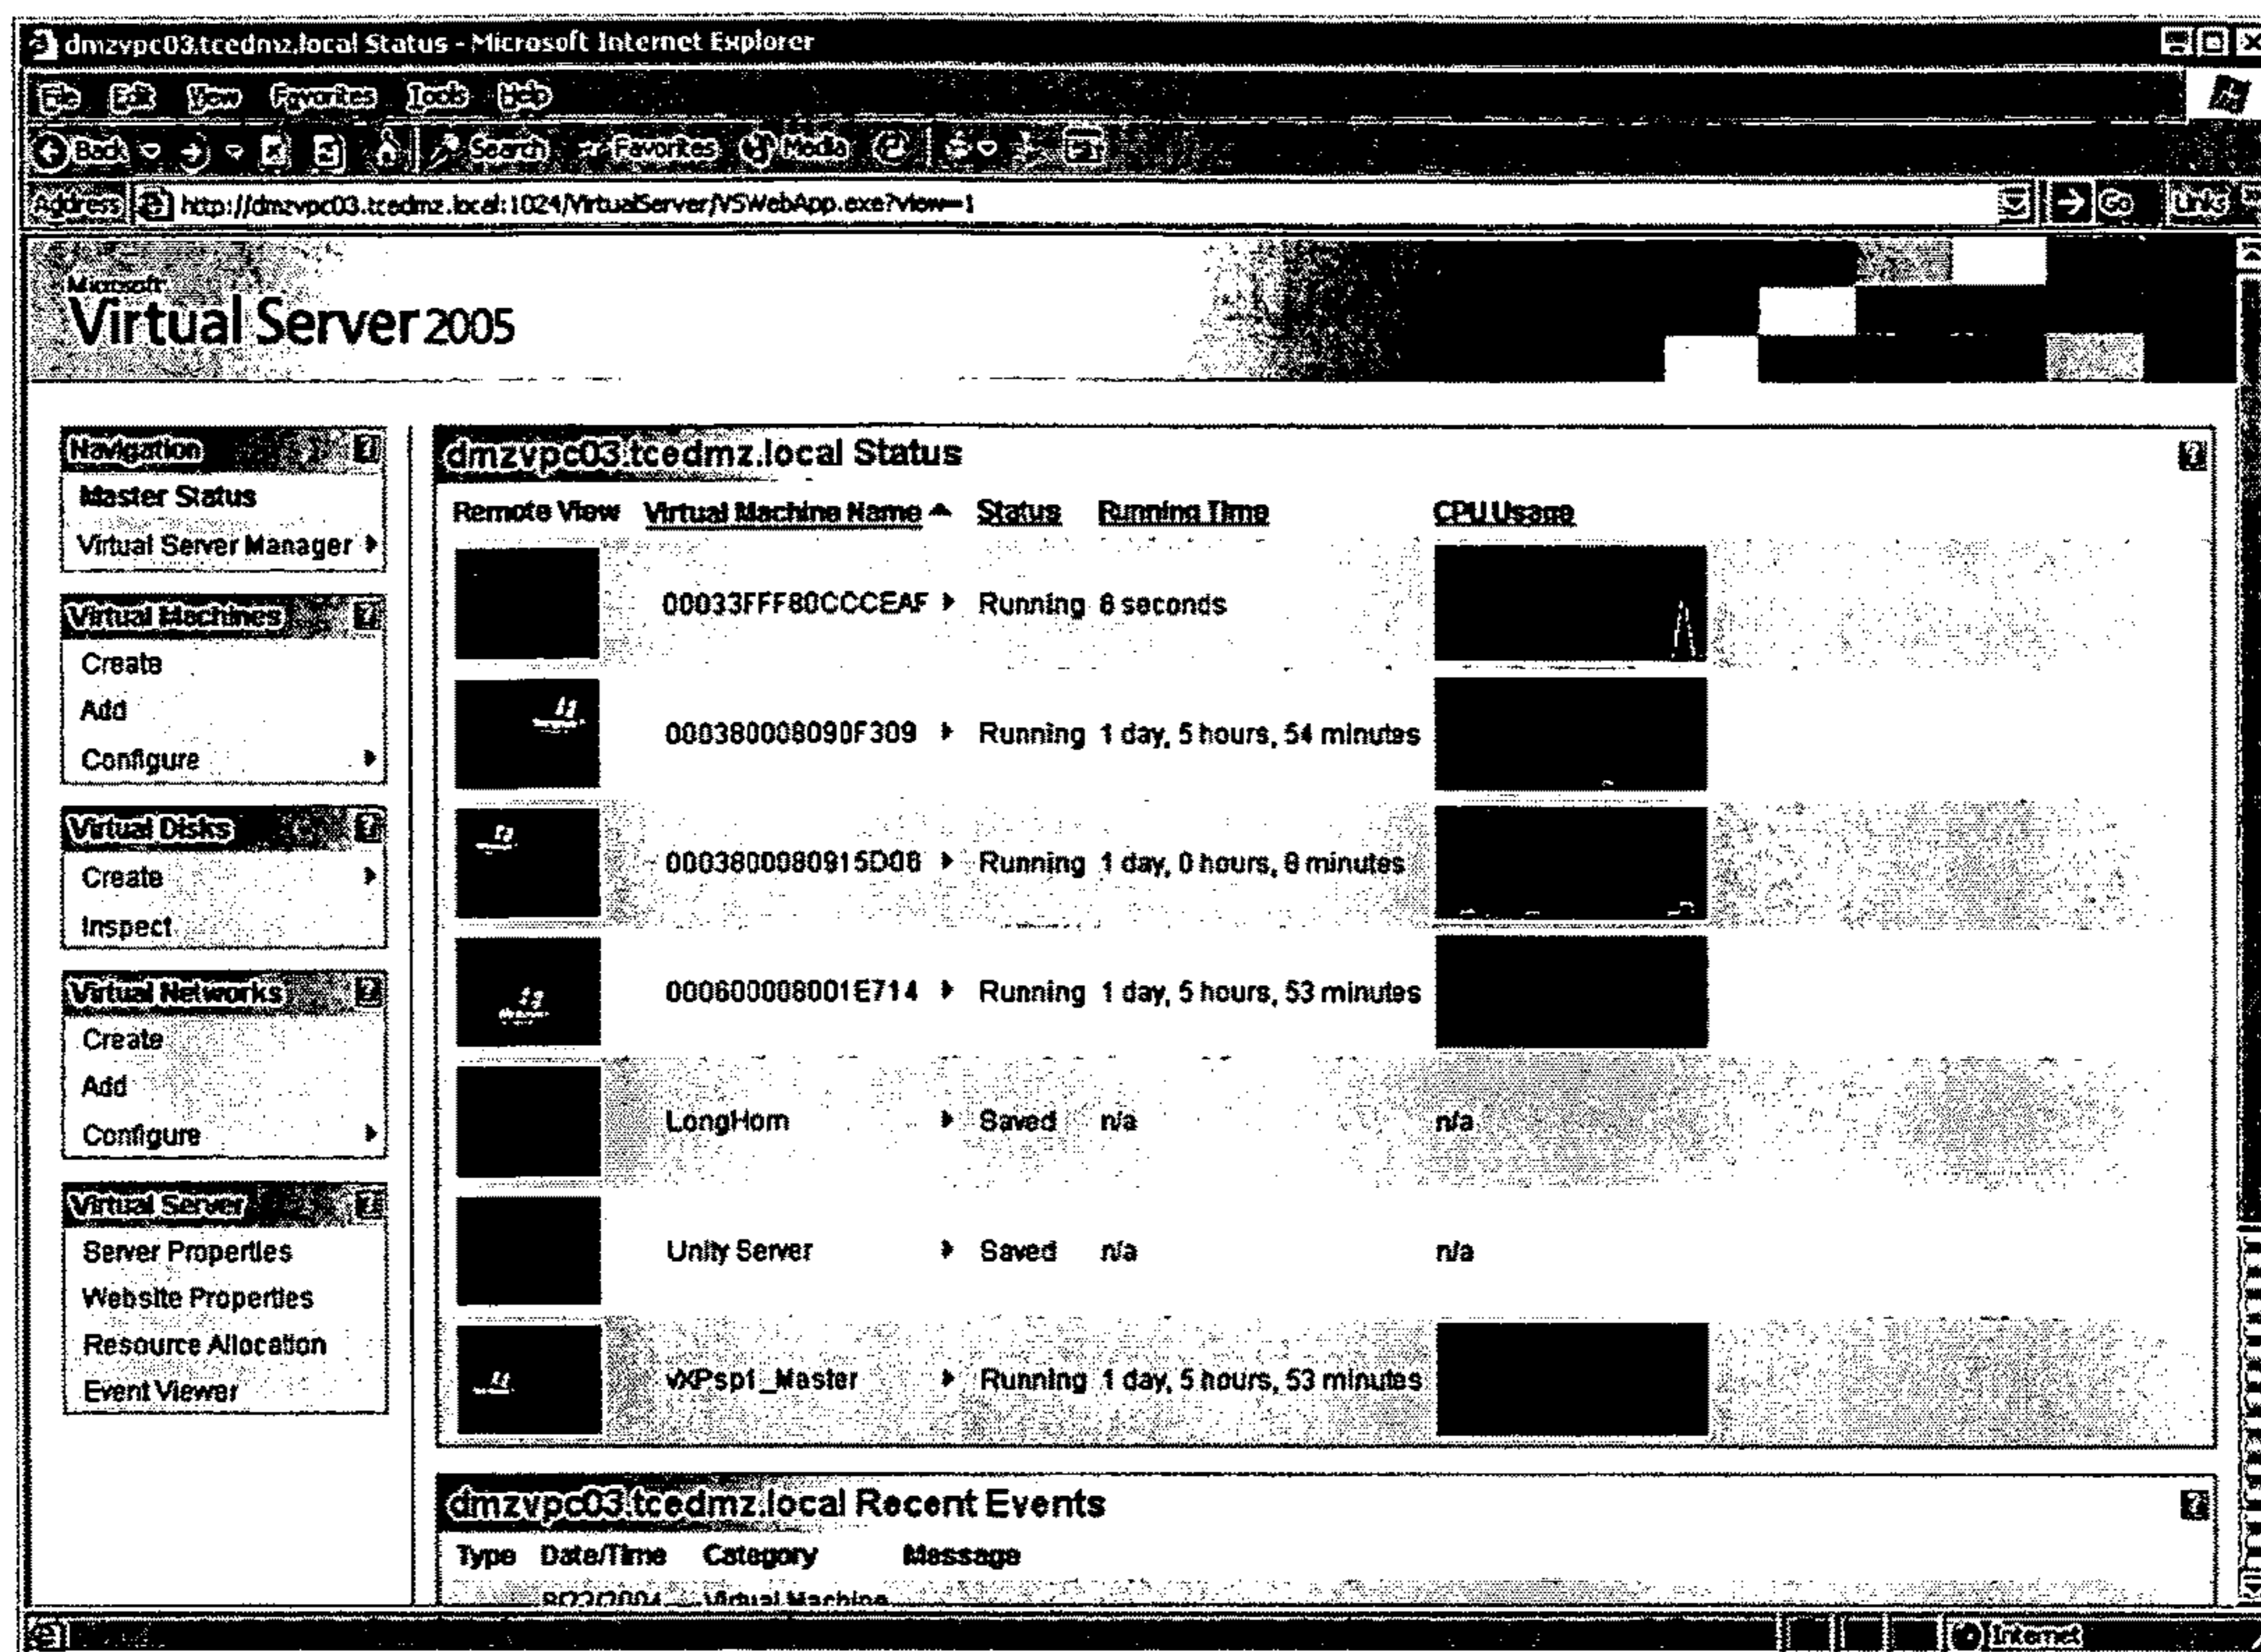 dmzvpc03.tcedmz.local Status - Microsoft Internet Explorer
File Edit View Favorites Tools Help
Back Search Favorites Media
Address http://dmzvpc03.tcedmz.local:1024/VirtualServer/VSWebApp.exe?view=1 Go Links
Microsoft
Virtual Server 2005
Navigation
Master Status
Virtual Server Manager
Virtual Machines
Create
Add
Configure
Virtual Disks
Create
Inspect
Virtual Networks
Create
Add
Configure
Virtual Server
Server Properties
Website Properties
Resource Allocation
Event Viewer
dmzvpc03.tcedmz.local Status
Remote View Virtual Machine Name Status Running Time CPU Usage
00033FFF80CCCEAF Running 6 seconds
000380008090F309 Running 1 day, 5 hours, 54 minutes
Running 1 day, 0 hours, minutes
000600008001E714 Running 1 day, 5 hours, 53 minutes
LongHorn Saved n/a n/a
Unity Server Saved n/a n/a
vXPsp1_Master Running 1 day, 5 hours, 53 minutes
dmzvpc03.tcedmz.local Recent Events
Type Date/Time Category Message
8/22/2004 Virtual Machine
Internet